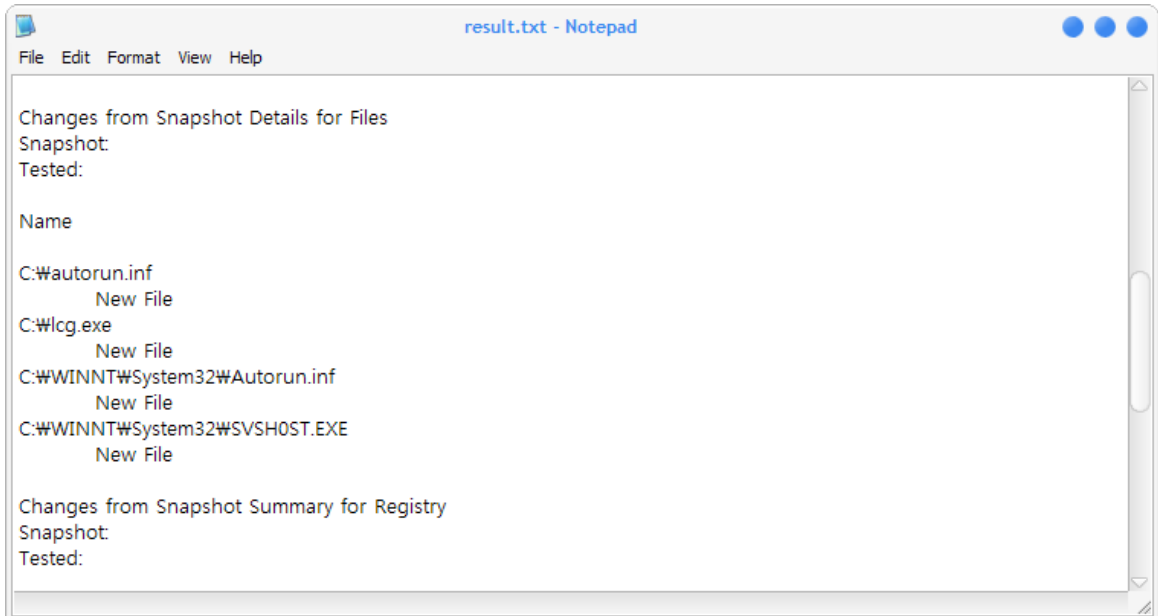 result.txt - Notepad
File Edit Format View Help
Changes from Snapshot Details for Files
Snapshot:
Tested:
Name
C:₩autorun.inf
New File
C:₩lcg.exe
New File
C:₩WINNT₩System32₩Autorun.inf
New File
C:₩WINNT₩System32₩SVSH0ST.EXE
New File
Changes from Snapshot Summary for Registry
Snapshot:
Tested: